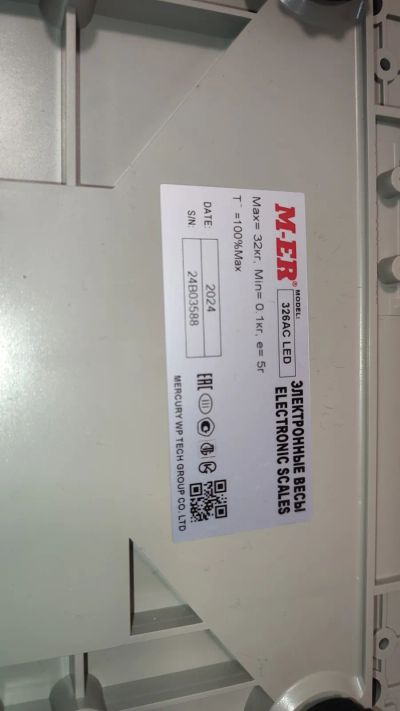 M-ER®
MODEL:
326AC LED
ЭЛЕКТРОННЫЕ ВЕСЫ
ELECTRONIC SCALES
Max= 32кг, Min= 0.1кг, e= 5г
T⁻ =100%Max
DATE: 2024
S/N: 24B03588
EAC
MERCURY WP TECH GROUP CO. LTD